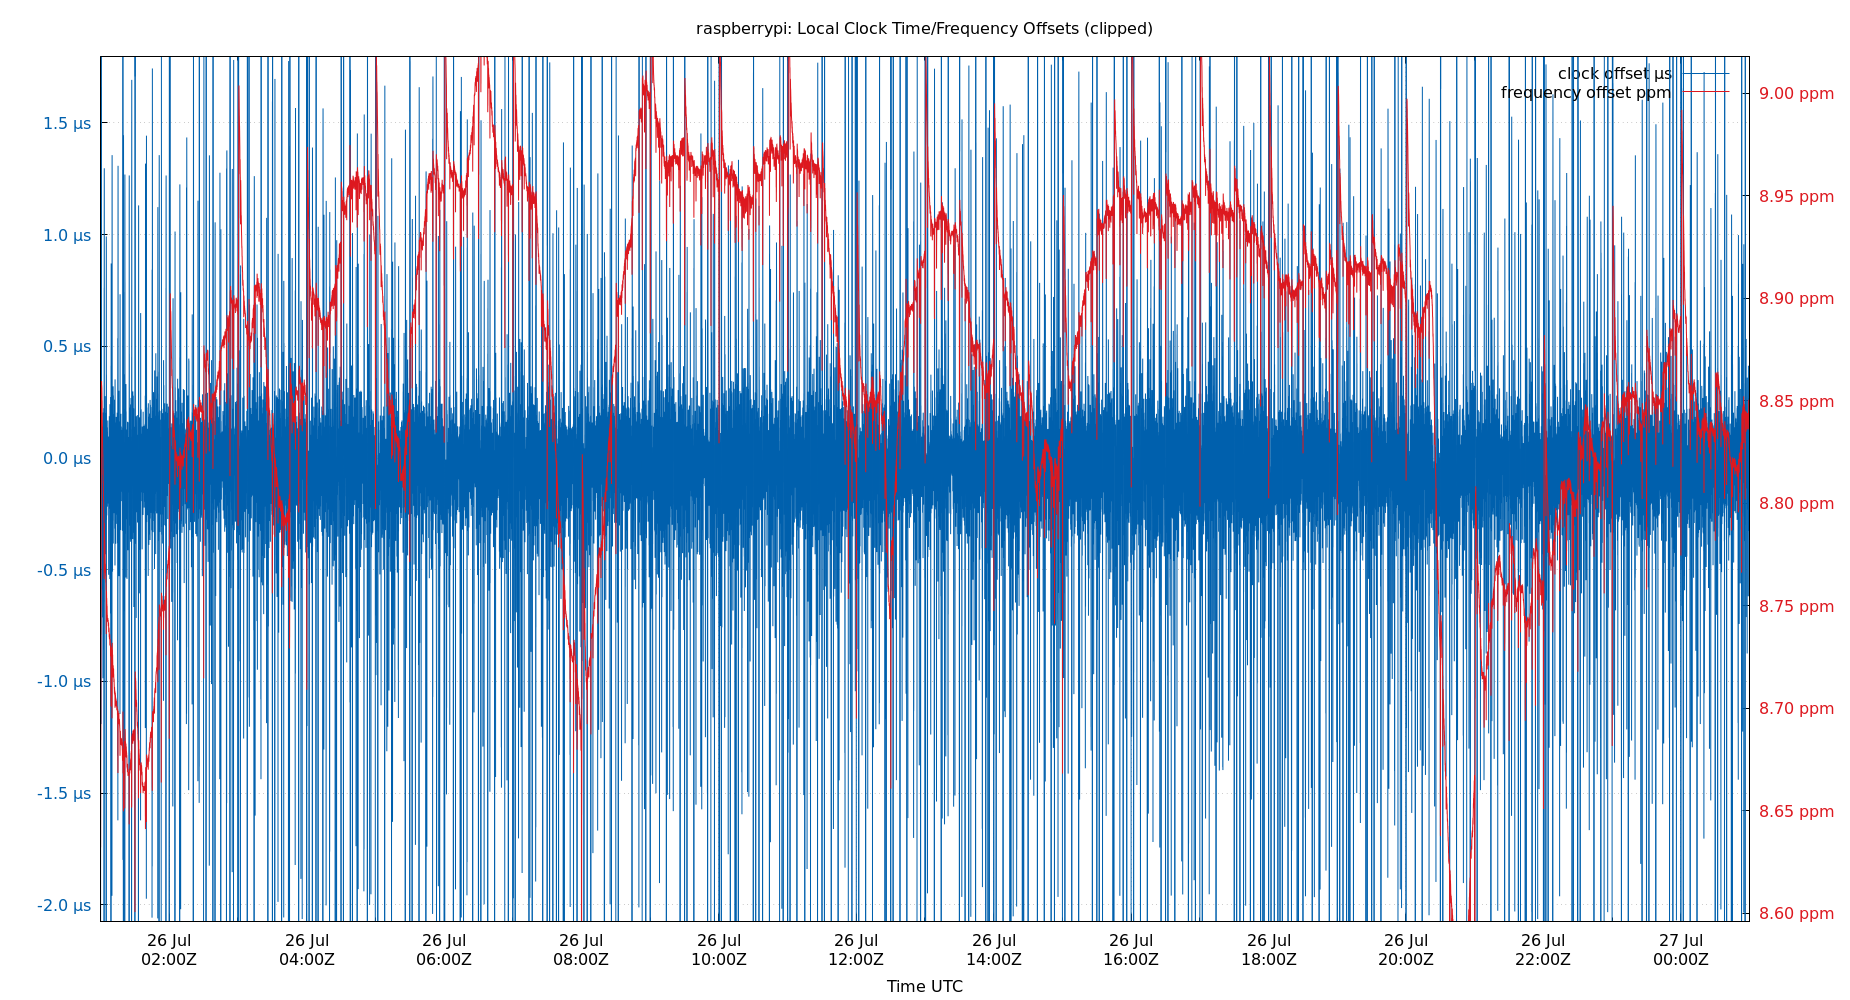 raspberrypi: Local Clock Time/Frequency Offsets (clipped)
clock offset µs
frequency offset ppm
1.5 µs
1.0 µs
0.5 µs
0.0 µs
-0.5 µs
-1.0 µs
-1.5 µs
-2.0 µs
9.00 ppm
8.95 ppm
8.90 ppm
8.85 ppm
8.80 ppm
8.75 ppm
8.70 ppm
8.65 ppm
8.60 ppm
26 Jul 26 Jul 26 Jul 26 Jul 26 Jul 26 Jul 26 Jul 26 Jul 26 Jul 26 Jul 26 Jul 27 Jul
02:00Z 04:00Z 06:00Z 08:00Z 10:00Z 12:00Z 14:00Z 16:00Z 18:00Z 20:00Z 22:00Z 00:00Z
Time UTC